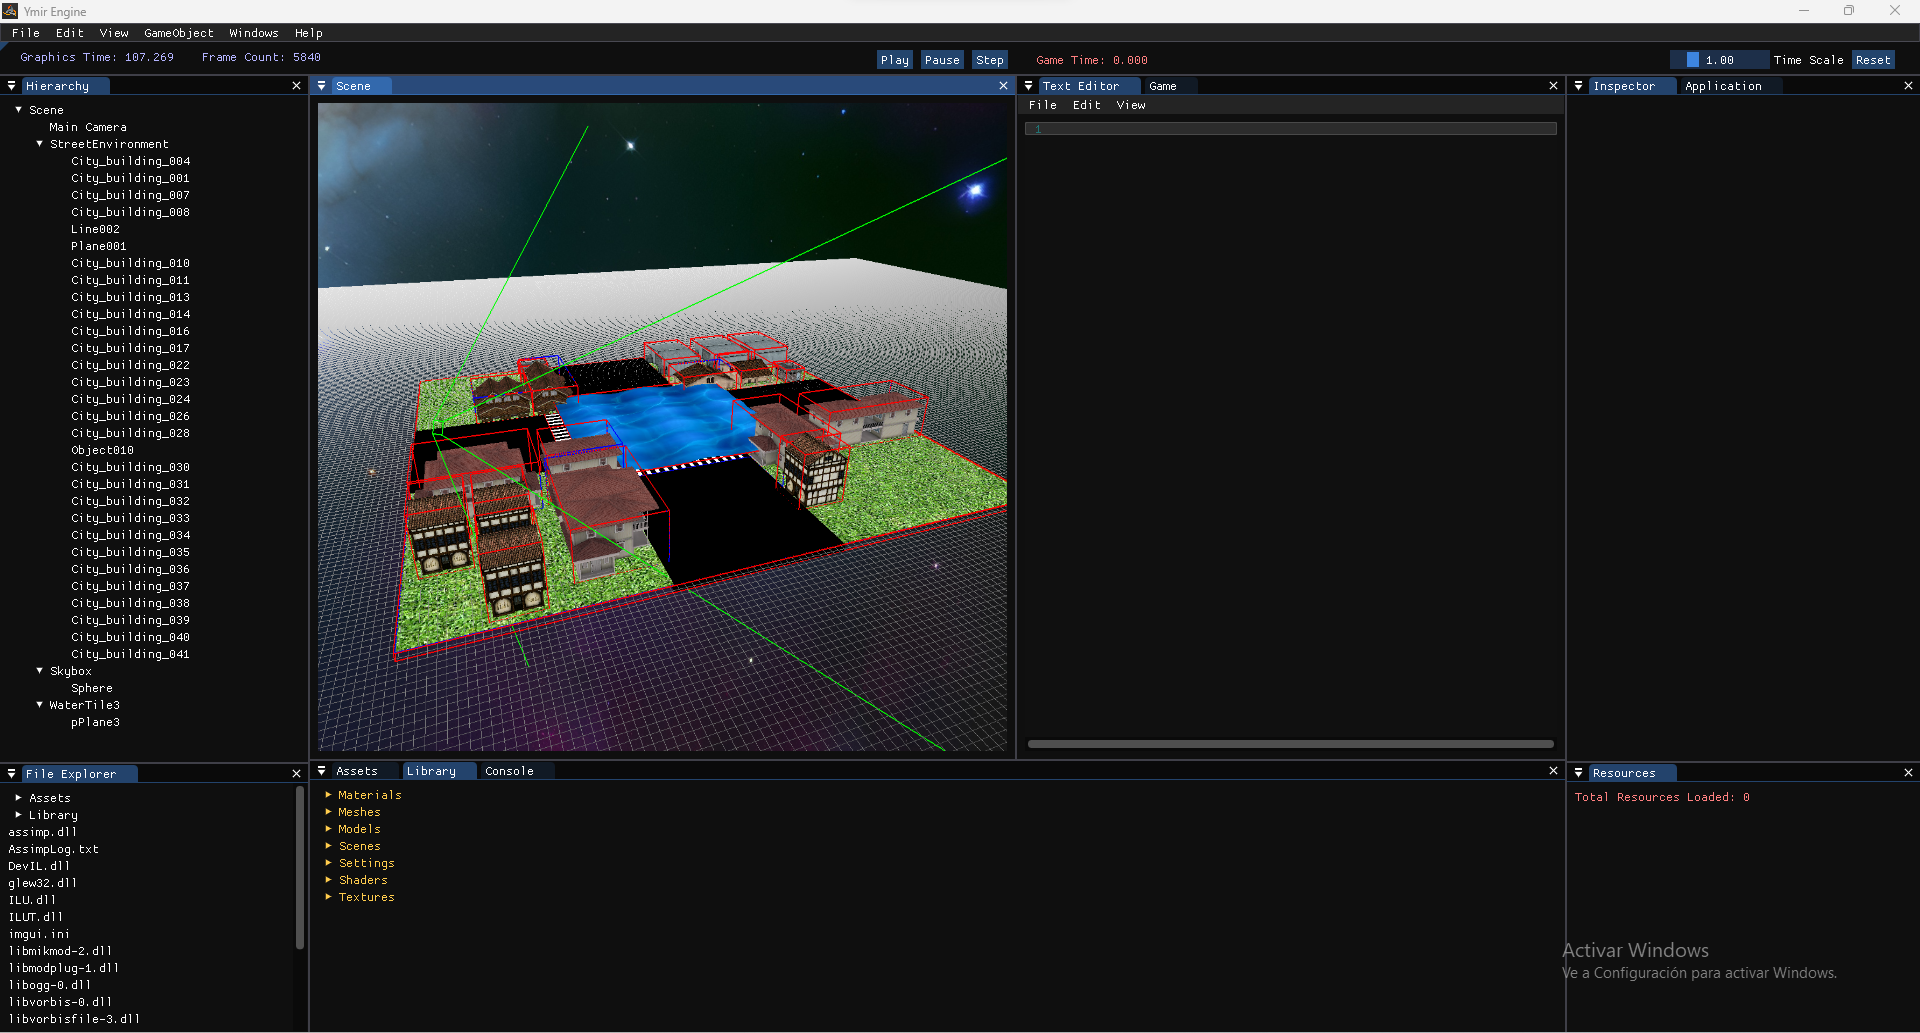 Ymir Engine
File Edit View GameObject Windows Help
Graphics Time: 107.269 Frame Count: 5840 Play Pause Step Game Time: 0.000 1.00 Time Scale Reset
Hierarchy
Scene
Main Camera
StreetEnvironment
City_building_004
City_building_001
City_building_007
City_building_008
Line002
Plane001
City_building_010
City_building_011
City_building_013
City_building_014
City_building_016
City_building_017
City_building_022
City_building_023
City_building_024
City_building_026
City_building_028
Object010
City_building_030
City_building_031
City_building_032
City_building_033
City_building_034
City_building_035
City_building_036
City_building_037
City_building_038
City_building_039
City_building_040
City_building_041
Skybox
Sphere
WaterTile3
pPlane3
Scene
Text Editor Game
File Edit View
1
Inspector Application
File Explorer
Assets
Library
assimp.dll
AssimpLog.txt
DevIL.dll
glew32.dll
ILU.dll
ILUT.dll
imgui.ini
libmikmod-2.dll
libmodplug-1.dll
libogg-0.dll
libvorbis-0.dll
libvorbisfile-3.dll
Assets Library Console
Materials
Meshes
Models
Scenes
Settings
Shaders
Textures
Resources
Total Resources Loaded: 0
Activar Windows
Ve a Configuración para activar Windows.